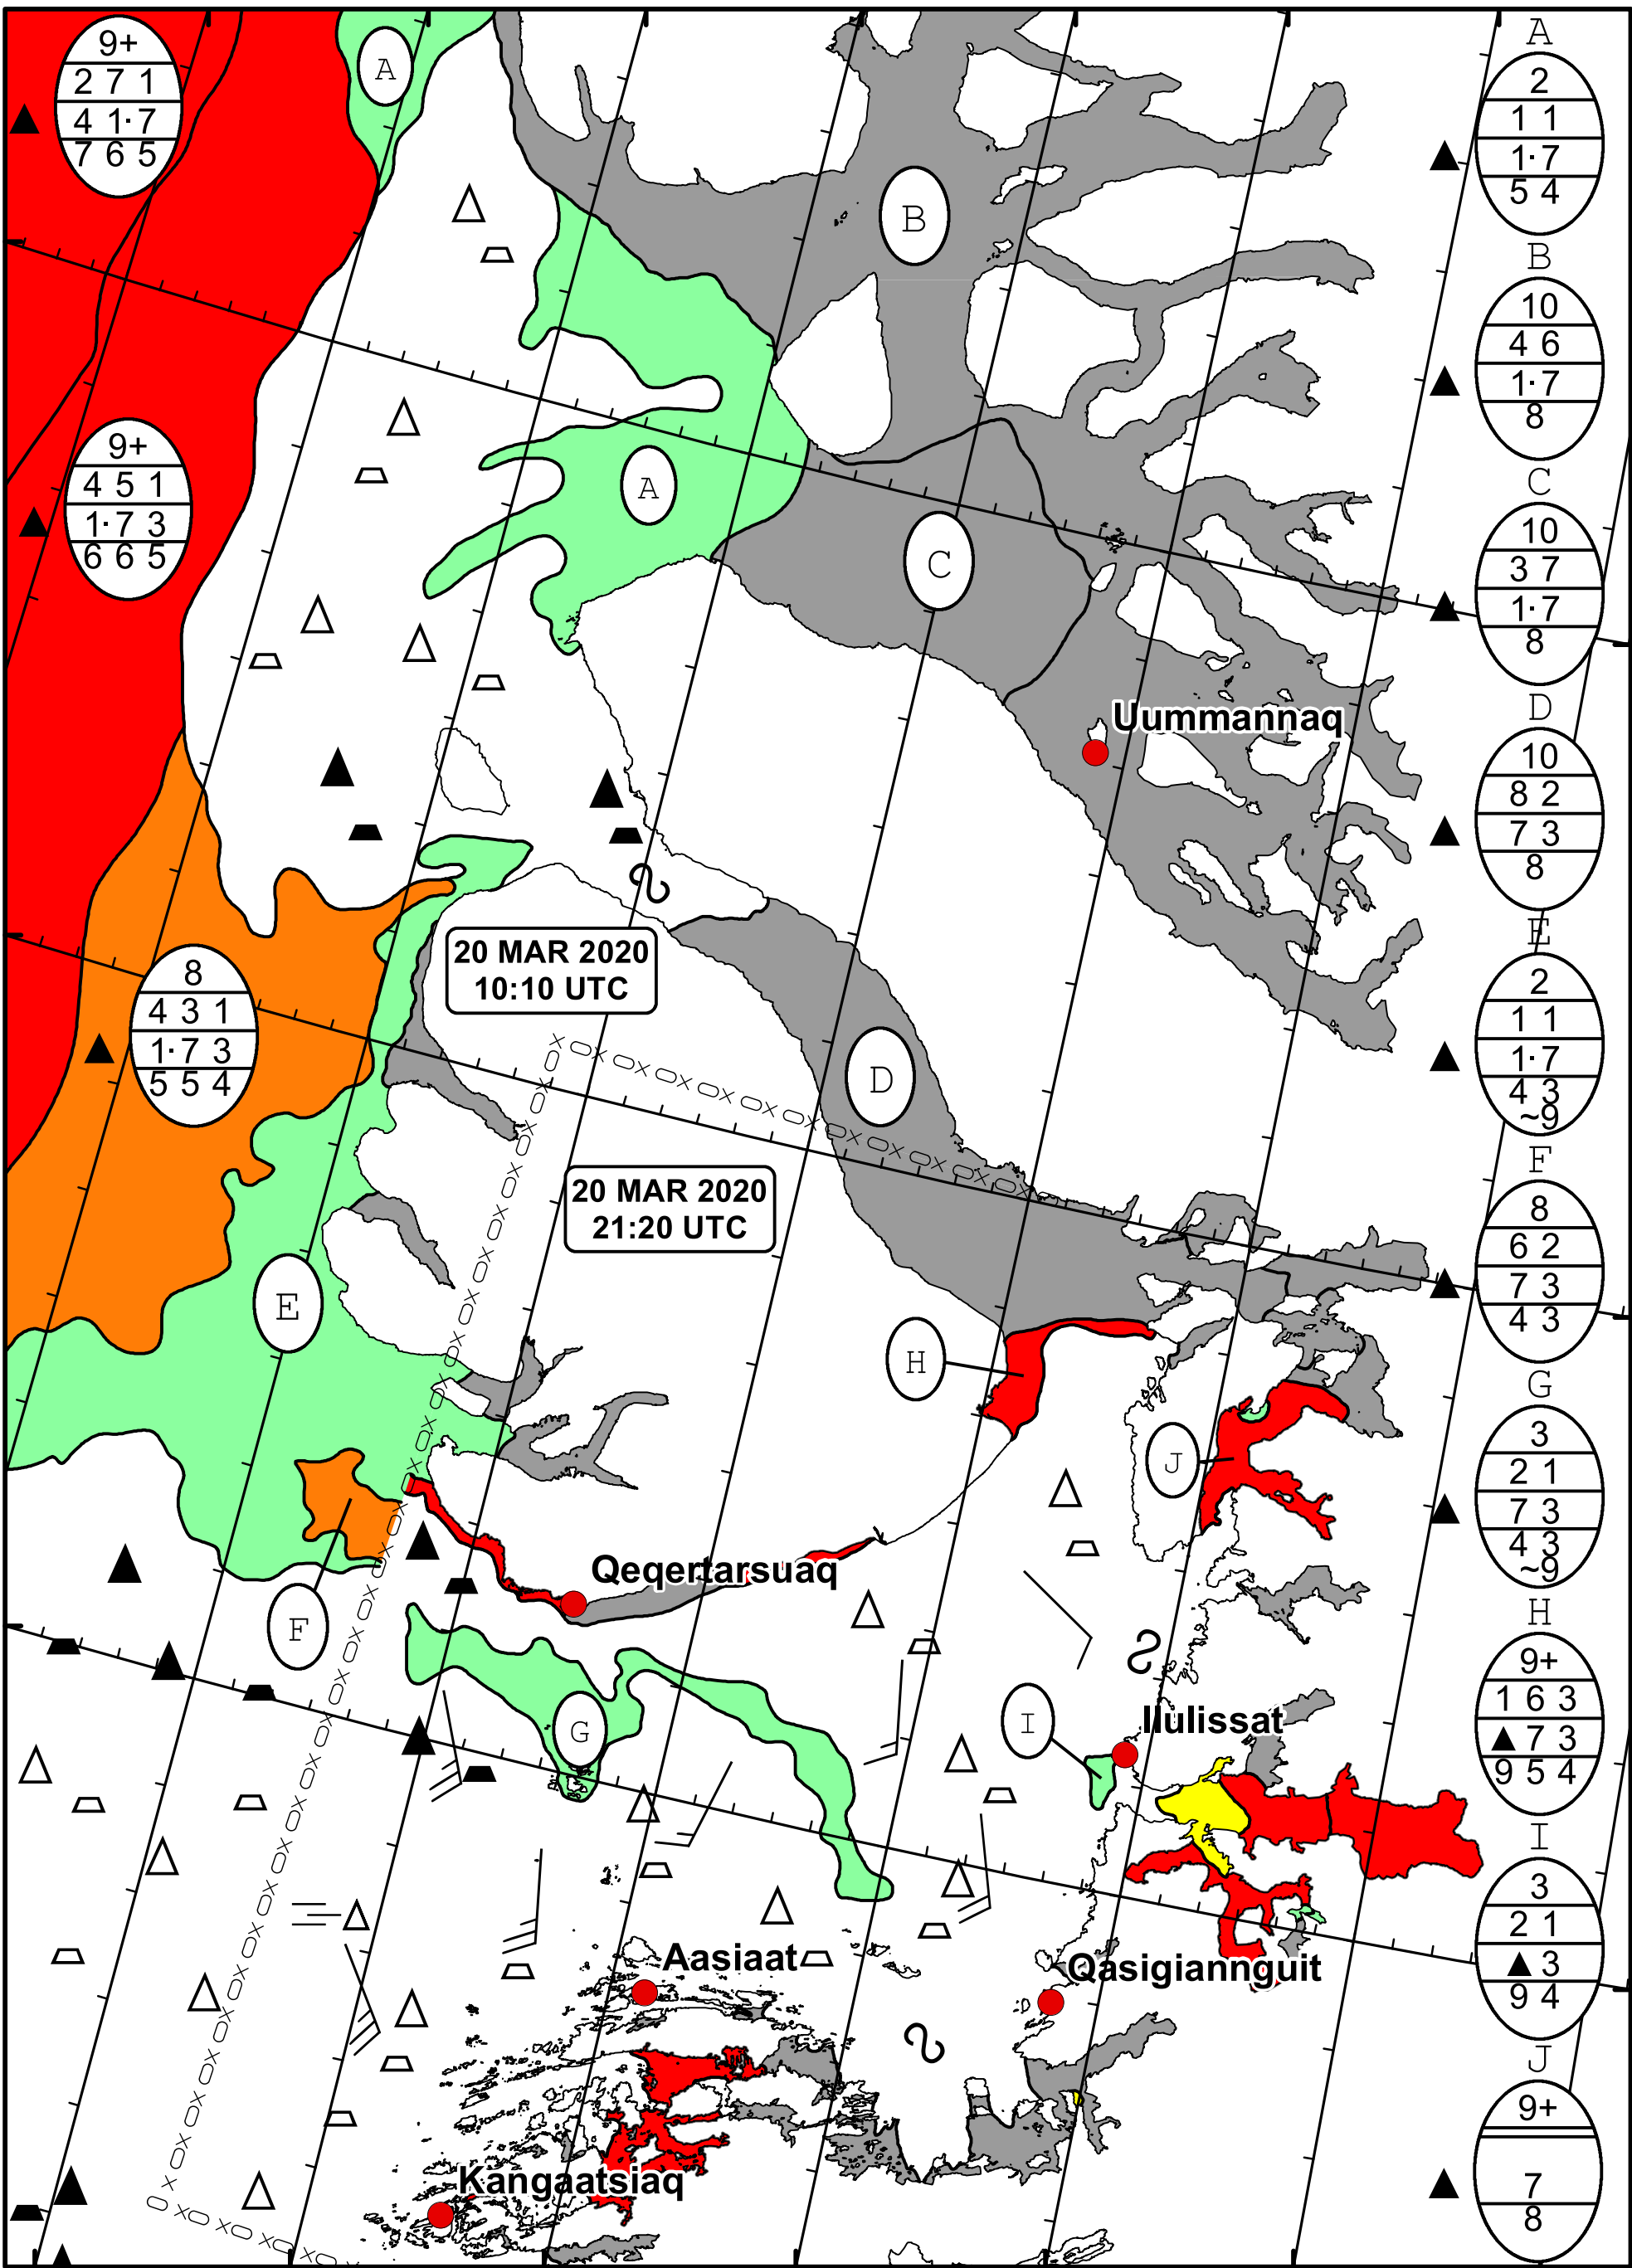 9+
2 7 1
4 1· 7
7 6 5
A
9+
4 5 1
1· 7 3
6 6 5
A
B
C
Uummannaq
20 MAR 2020
10:10 UTC
8
4 3 1
1· 7 3
5 5 4
D
20 MAR 2020
21:20 UTC
E
H
J
Qeqertarsuaq
F
G
I
Ilulissat
Aasiaat
Qasigiannguit
Kangaatsiaq
A
2
1 1
1· 7
5 4
B
10
4 6
1· 7
8
C
10
3 7
1· 7
8
D
10
8 2
7 3
8
E
2
1 1
1· 7
4 3
~9
F
8
6 2
7 3
4 3
G
3
2 1
7 3
4 3
~9
H
9+
1 6 3
▲ 7 3
9 5 4
I
3
2 1
▲ 3
9 4
J
9+
7
8